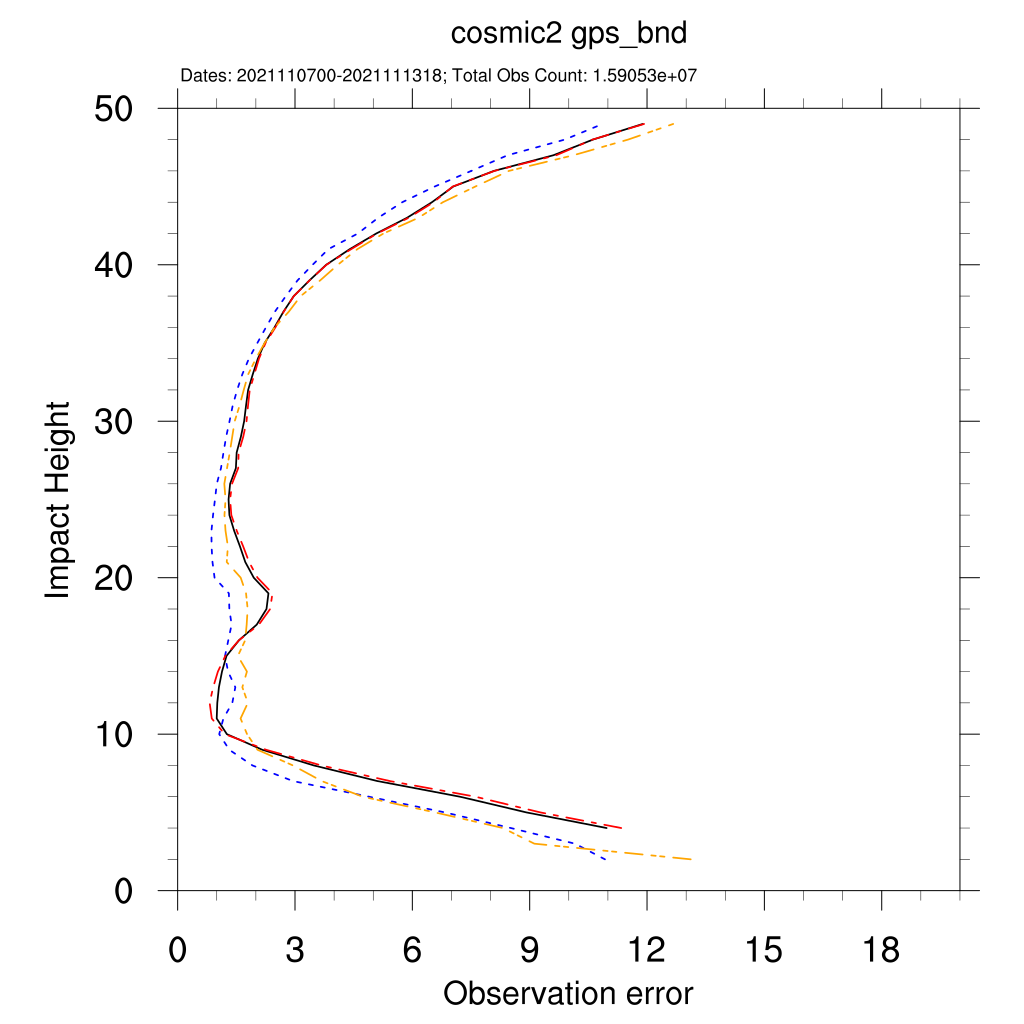 cosmic2 gps_bnd
Dates: 2021110700-2021111318; Total Obs Count: 1.59053e+07
50
40
30
20
10
0
Impact Height
0 3 6 9 12 15 18
Observation error